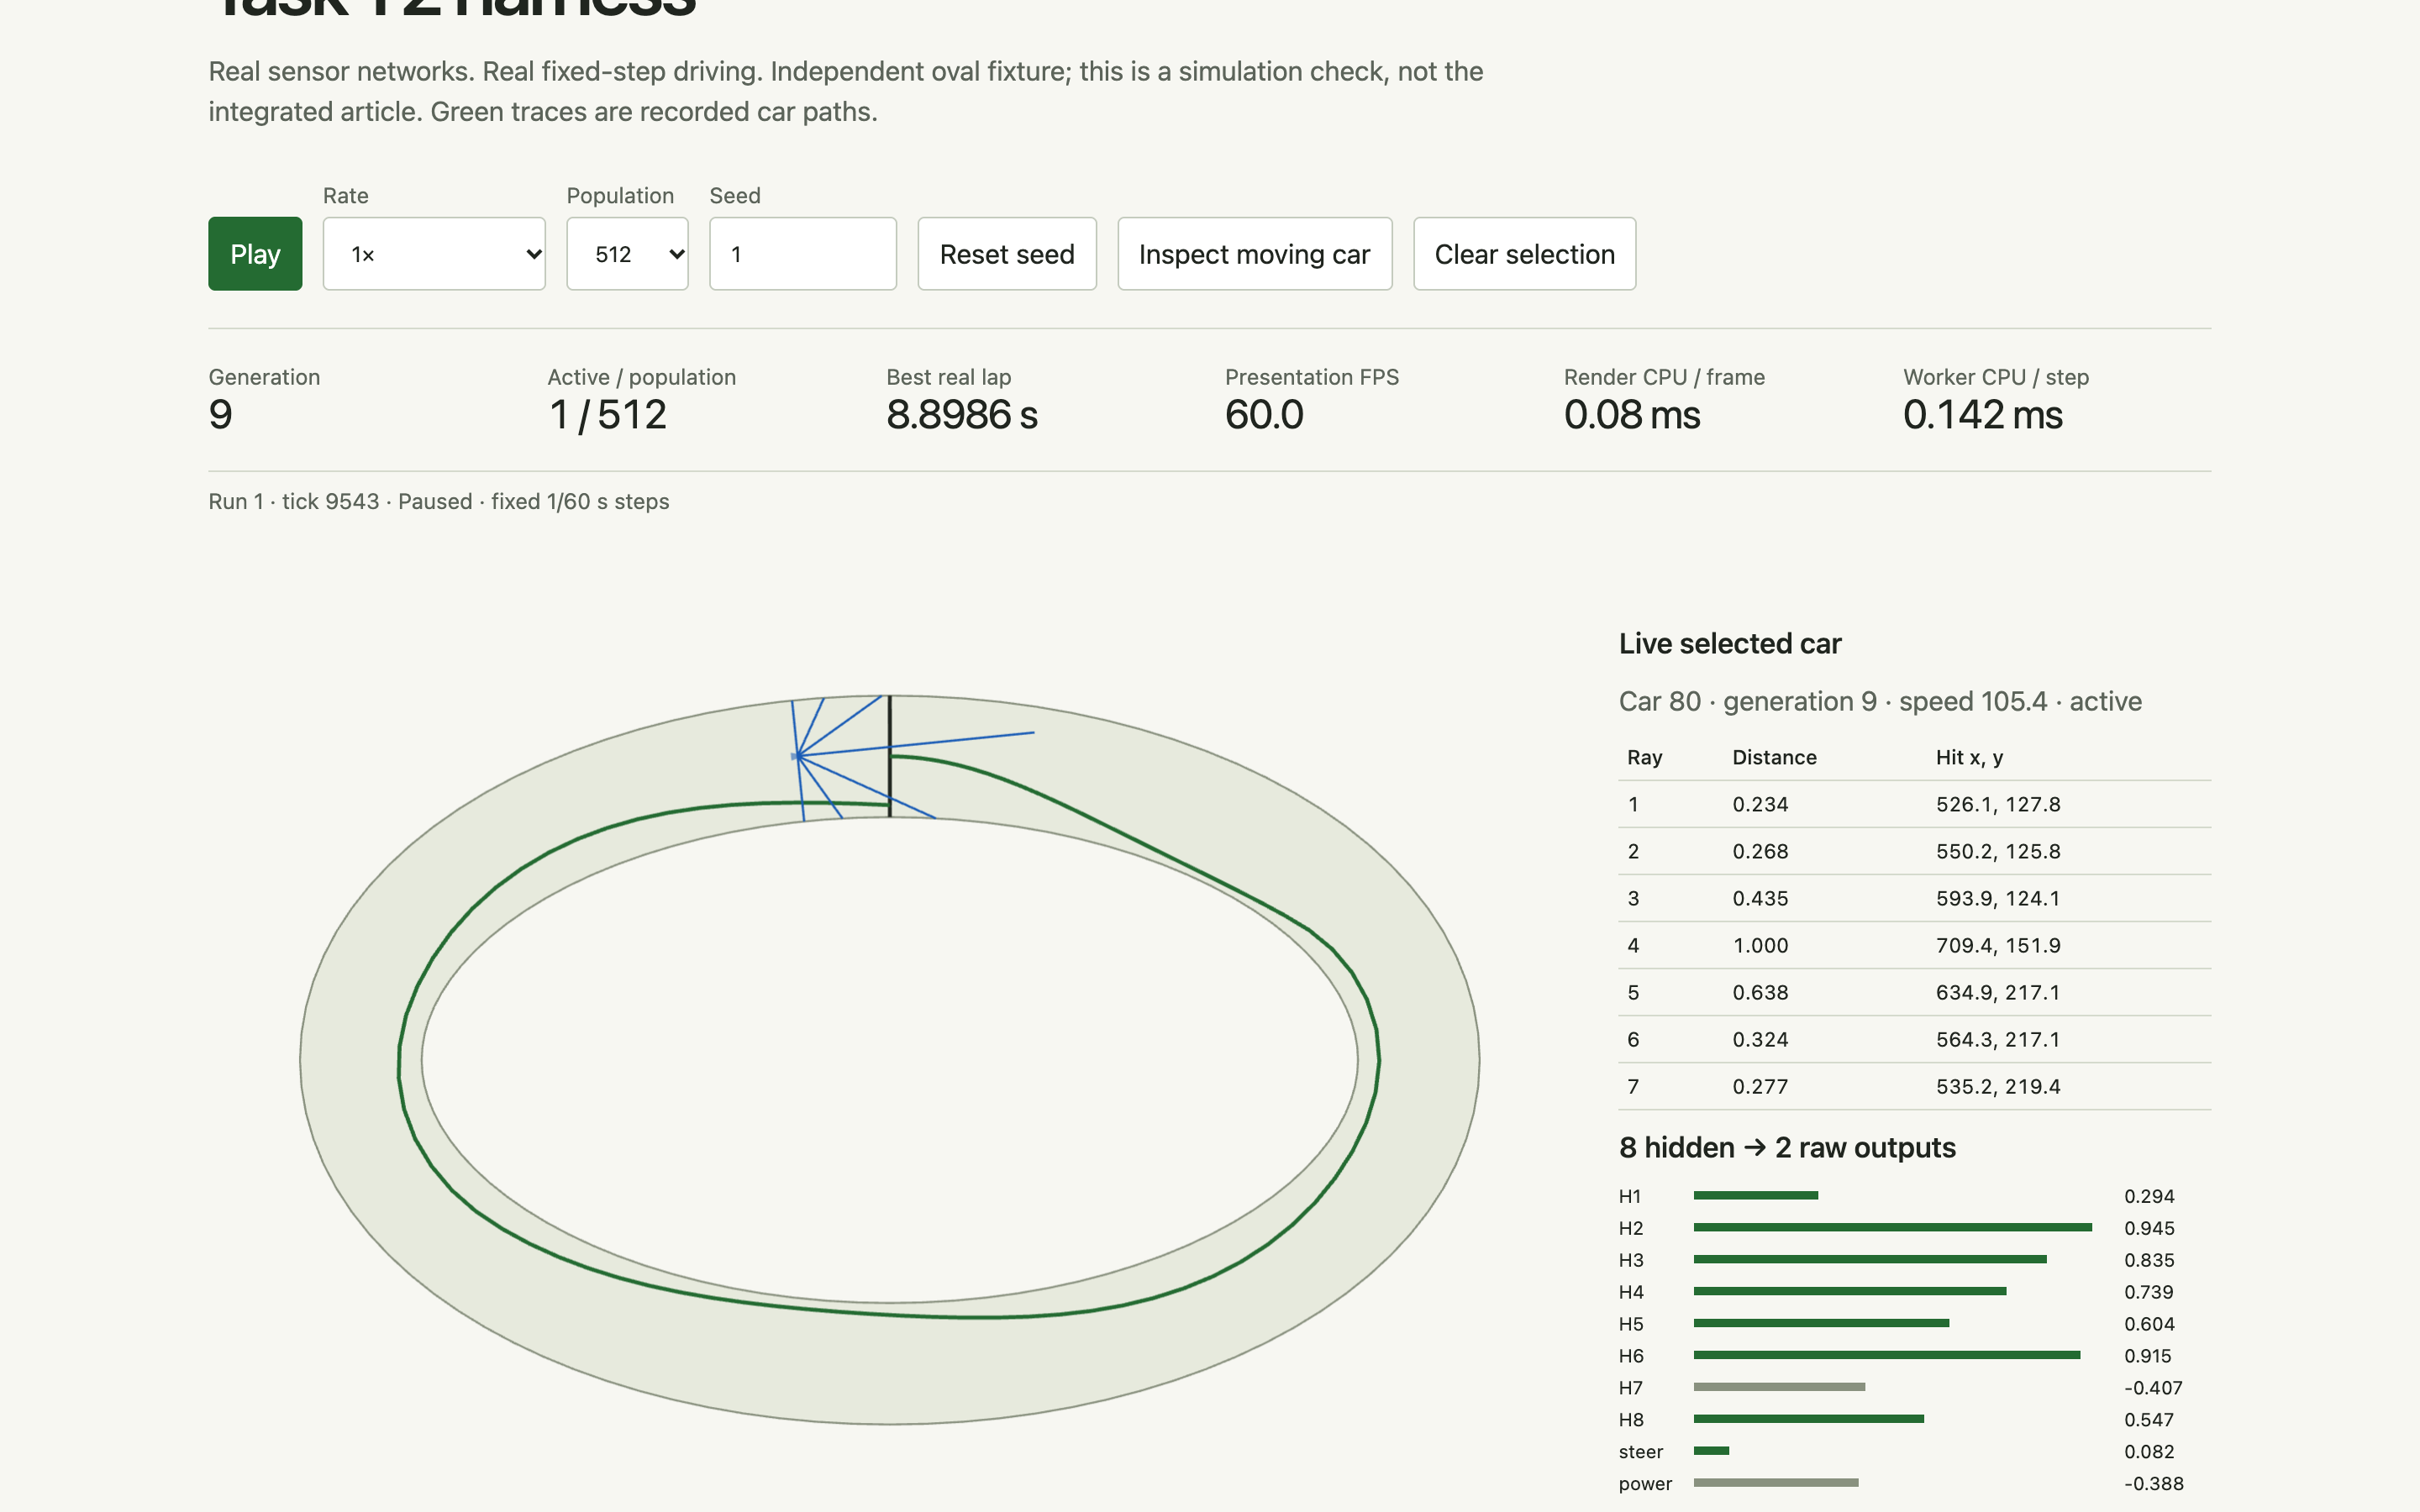 Task T2 harness
Real sensor networks. Real fixed-step driving. Independent oval fixture; this is a simulation check, not the
integrated article. Green traces are recorded car paths.
Rate
Population
Seed
Play
1×
512
1
Reset seed
Inspect moving car
Clear selection
Generation
9
Active / population
1 / 512
Best real lap
8.8986 s
Presentation FPS
60.0
Render CPU / frame
0.08 ms
Worker CPU / step
0.142 ms
Run 1 · tick 9543 · Paused · fixed 1/60 s steps
Live selected car
Car 80 · generation 9 · speed 105.4 · active
Ray Distance Hit x, y
1 0.234 526.1, 127.8
2 0.268 550.2, 125.8
3 0.435 593.9, 124.1
4 1.000 709.4, 151.9
5 0.638 634.9, 217.1
6 0.324 564.3, 217.1
7 0.277 535.2, 219.4
8 hidden → 2 raw outputs
H1 0.294
H2 0.945
H3 0.835
H4 0.739
H5 0.604
H6 0.915
H7 -0.407
H8 0.547
steer 0.082
power -0.388